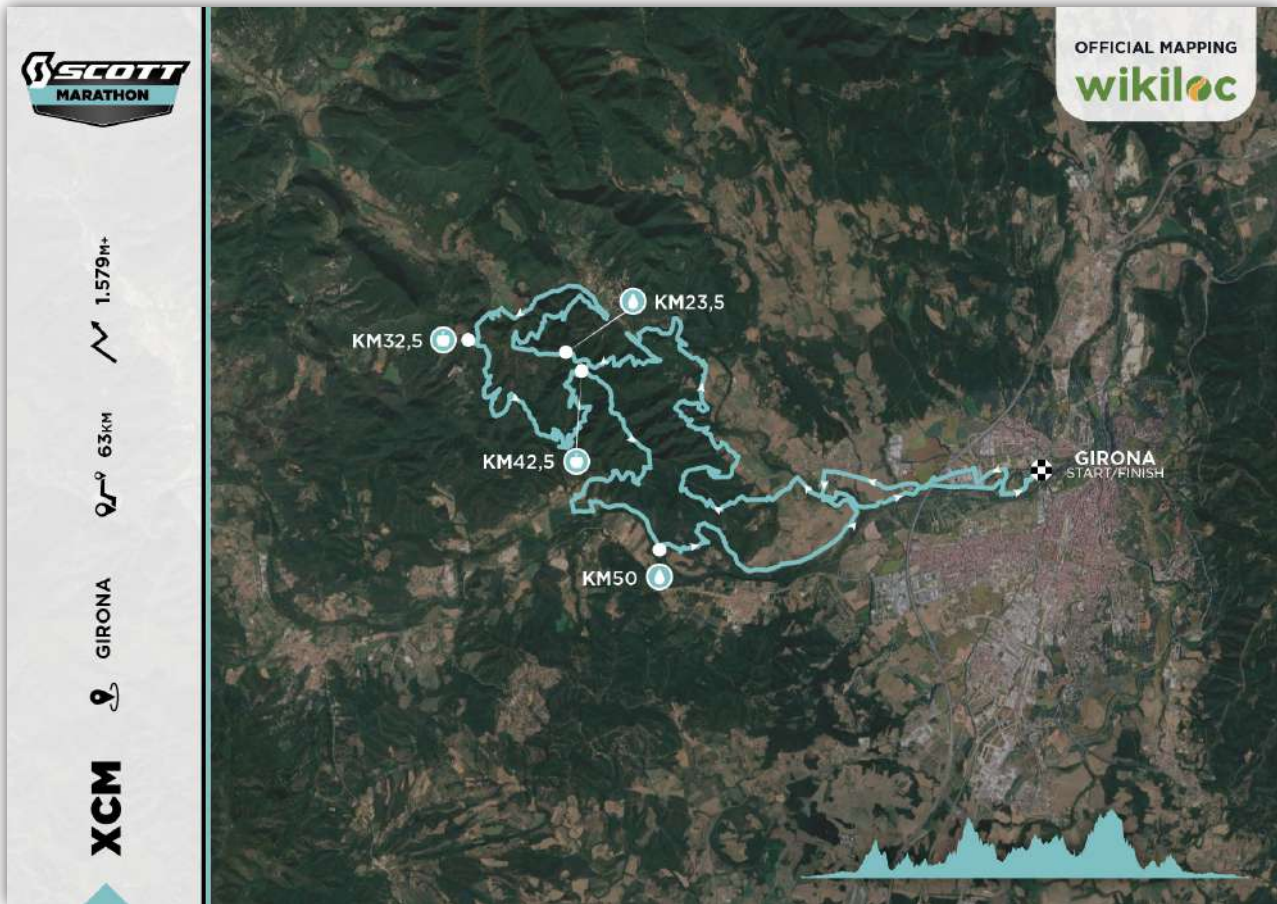 SCOTT
MARATHON
1.579M+
63KM
GIRONA
XCM
OFFICIAL MAPPING
wikiloc
KM23,5
KM32,5
KM42,5
GIRONA
START/FINISH
KM50